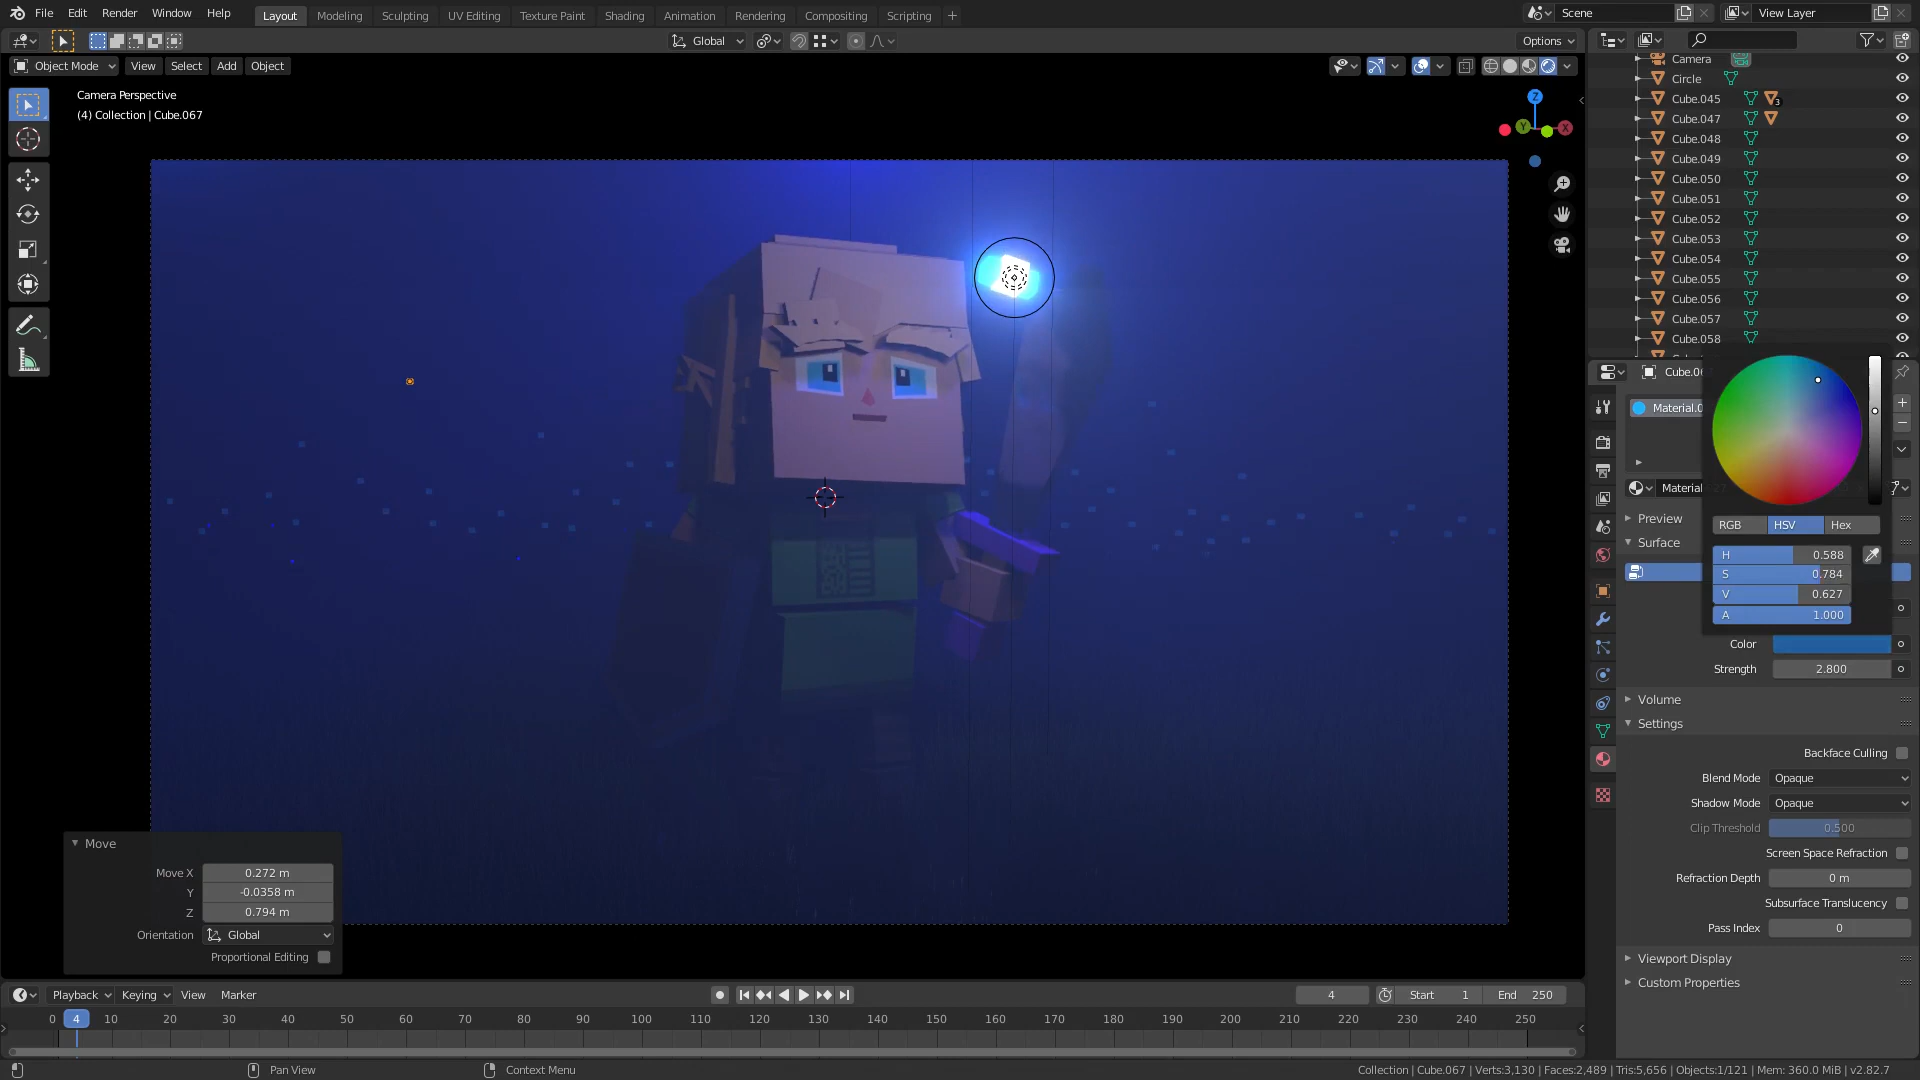 File Edit Render Window Help
Layout Modeling Sculpting UV Editing Texture Paint Shading Animation Rendering Compositing Scripting +
Scene
View Layer
Global
Options
Object Mode View Select Add Object
Camera Perspective
(4) Collection | Cube.067
Z
Y
X
Camera
Circle
Cube.045 3
Cube.047
Cube.048
Cube.049
Cube.050
Cube.051
Cube.052
Cube.053
Cube.054
Cube.055
Cube.056
Cube.057
Cube.058
Cube.06
Material.0
Material
Preview
Surface
RGB HSV Hex
H 0.588
S 0.784
V 0.627
A 1.000
Color
Strength 2.800
Volume
Settings
Backface Culling
Blend Mode Opaque
Shadow Mode Opaque
Clip Threshold 0.500
Screen Space Refraction
Refraction Depth 0 m
Subsurface Translucency
Pass Index 0
Viewport Display
Custom Properties
Move
Move X 0.272 m
Y -0.0358 m
Z 0.794 m
Orientation Global
Proportional Editing
Playback Keying View Marker
4 Start 1 End 250
0 4 10 20 30 40 50 60 70 80 90 100 110 120 130 140 150 160 170 180 190 200 210 220 230 240 250
Pan View
Context Menu
Collection | Cube.067 | Verts:3,130 | Faces:2,489 | Tris:5,656 | Objects:1/121 | Mem: 360.0 MiB | v2.82.7